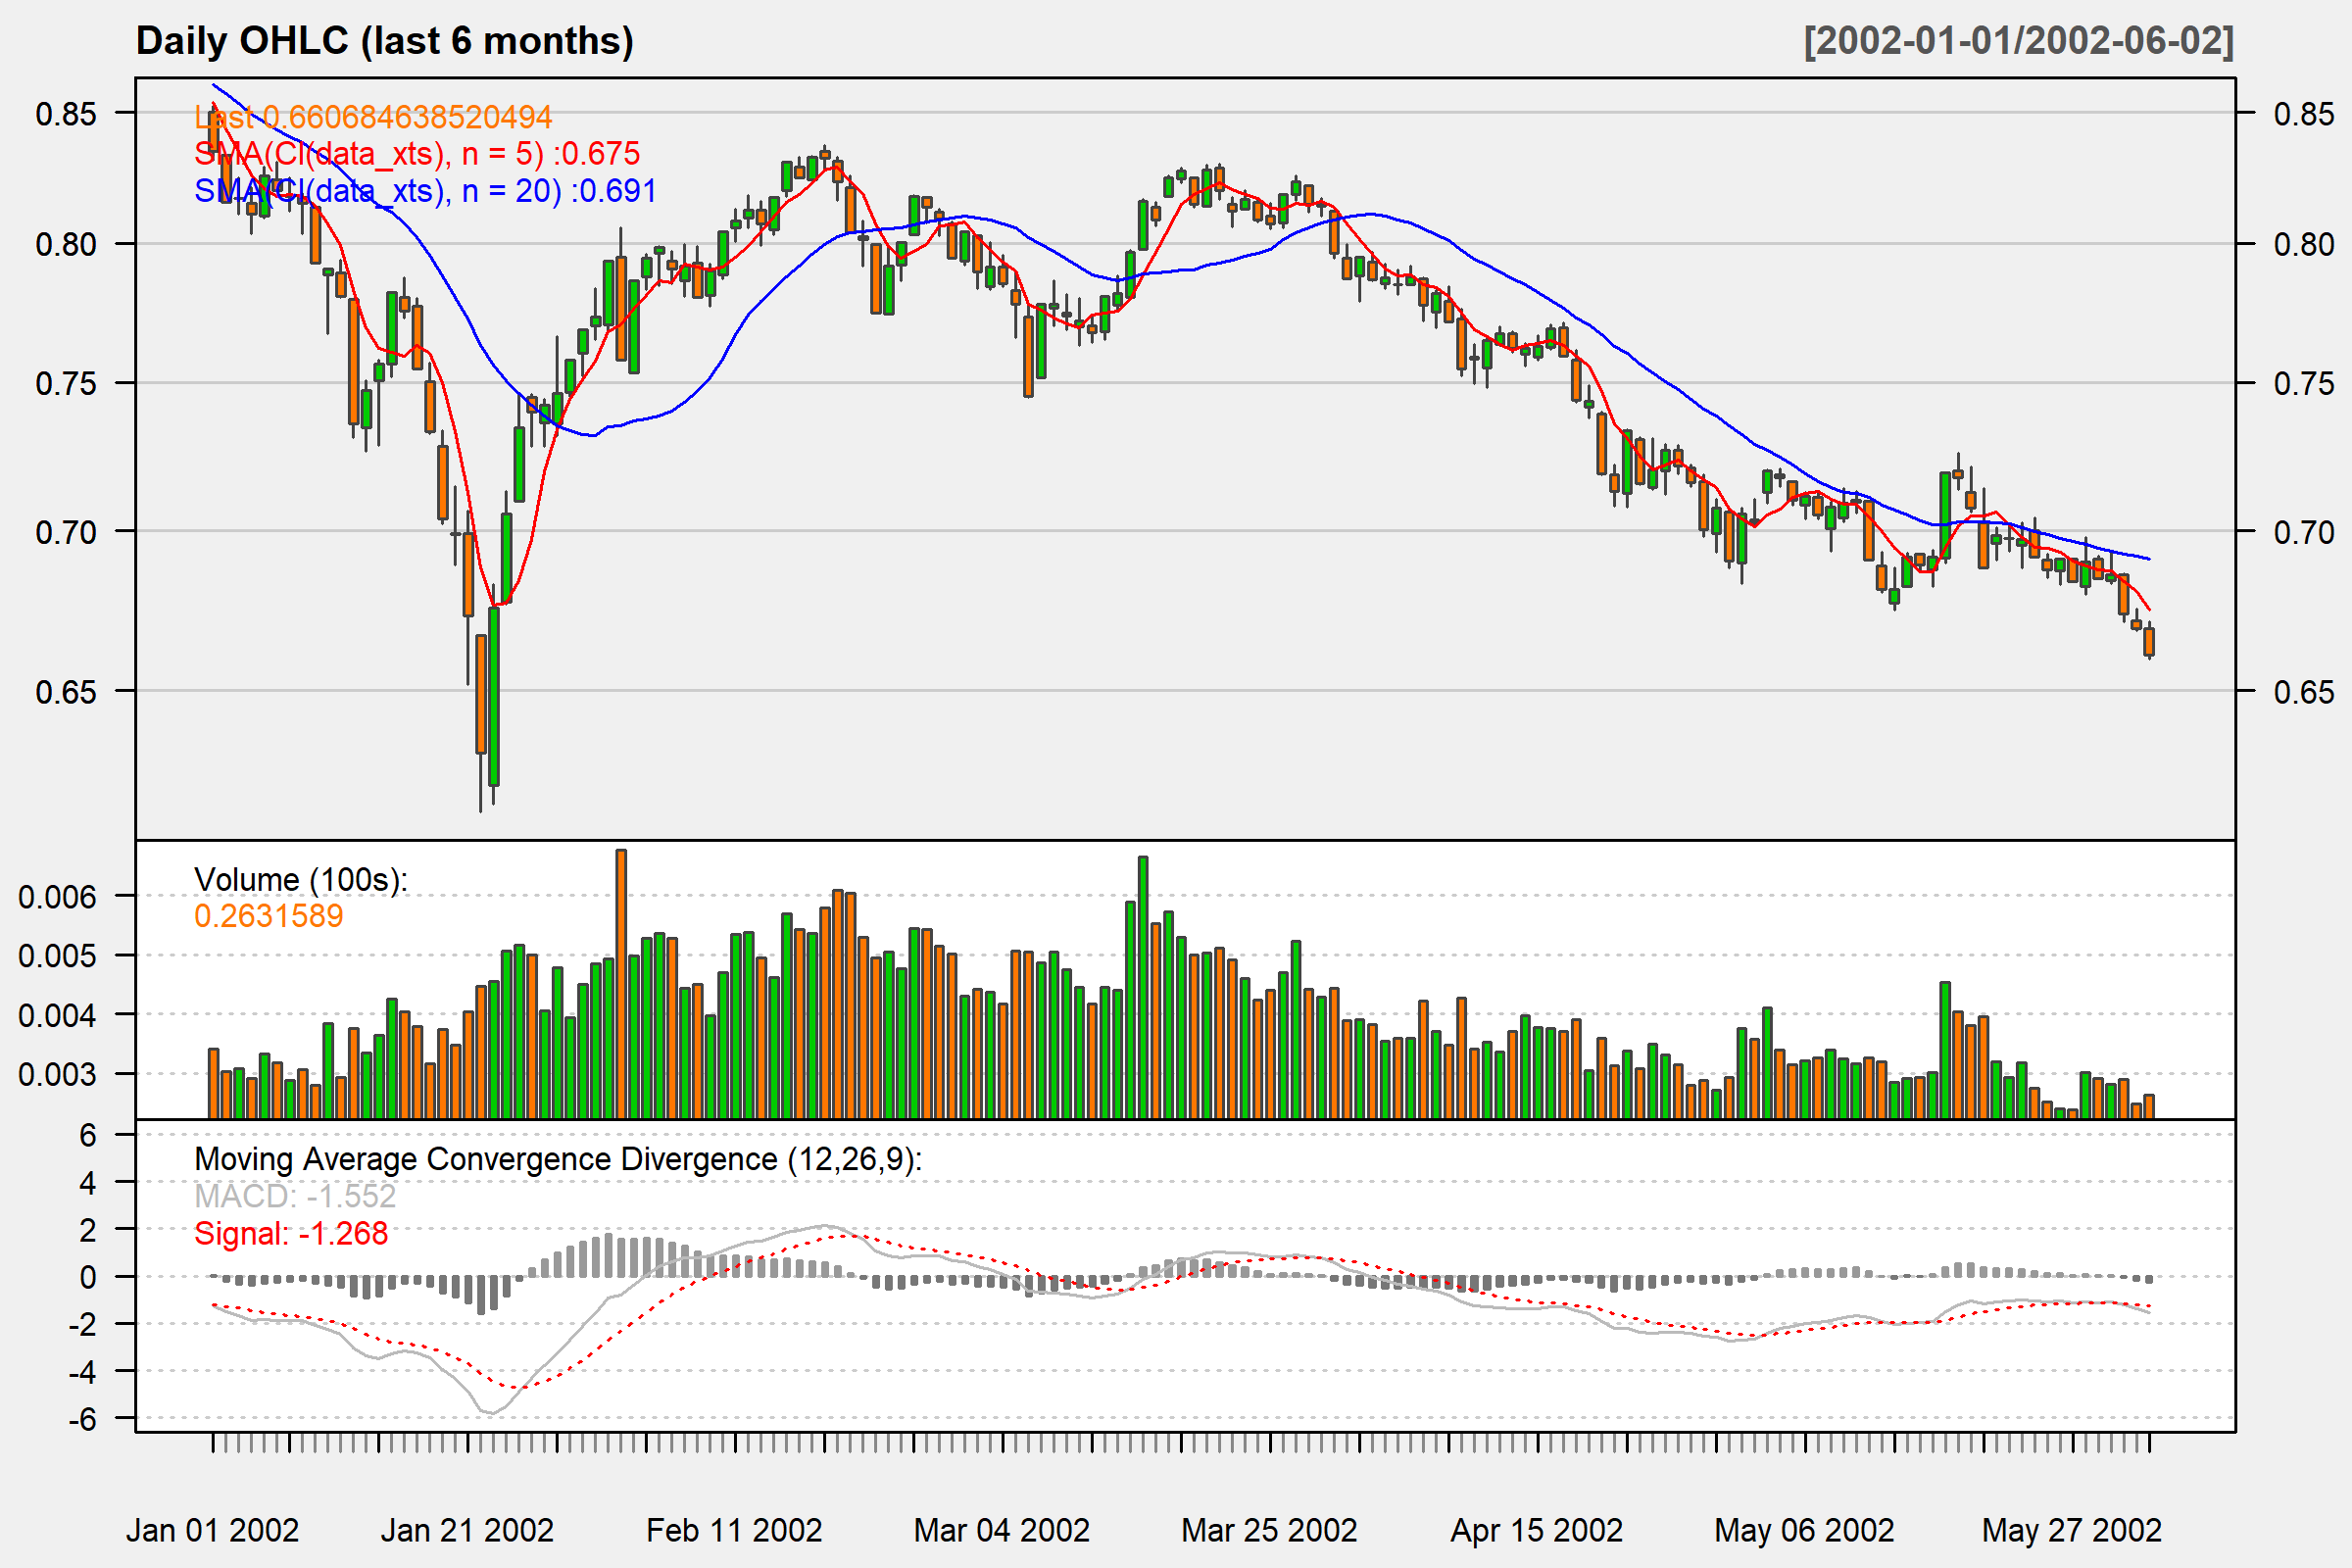 Daily OHLC (last 6 months) [2002-01-01/2002-06-02]
Last 0.660684638520494
SMA(Cl(data_xts), n = 5) :0.675
SMA(Cl(data_xts), n = 20) :0.691
0.85 0.85
0.80 0.80
0.75 0.75
0.70 0.70
0.65 0.65
Volume (100s):
0.2631589
0.006
0.005
0.004
0.003
Moving Average Convergence Divergence (12,26,9):
MACD: -1.552
Signal: -1.268
6
4
2
0
-2
-4
-6
Jan 01 2002 Jan 21 2002 Feb 11 2002 Mar 04 2002 Mar 25 2002 Apr 15 2002 May 06 2002 May 27 2002